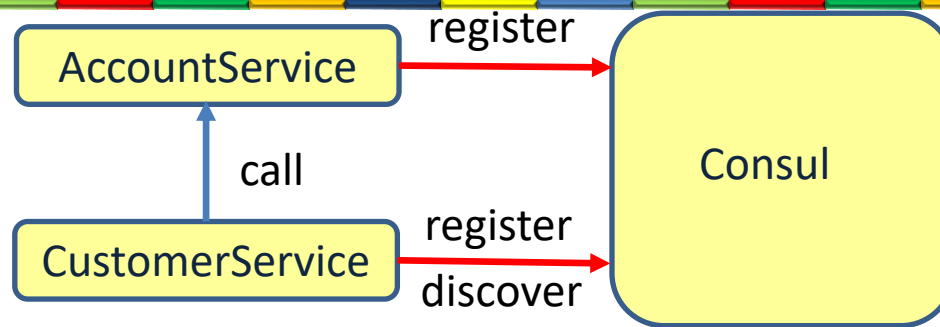 register
AccountService
Consul
call
register
CustomerService
discover